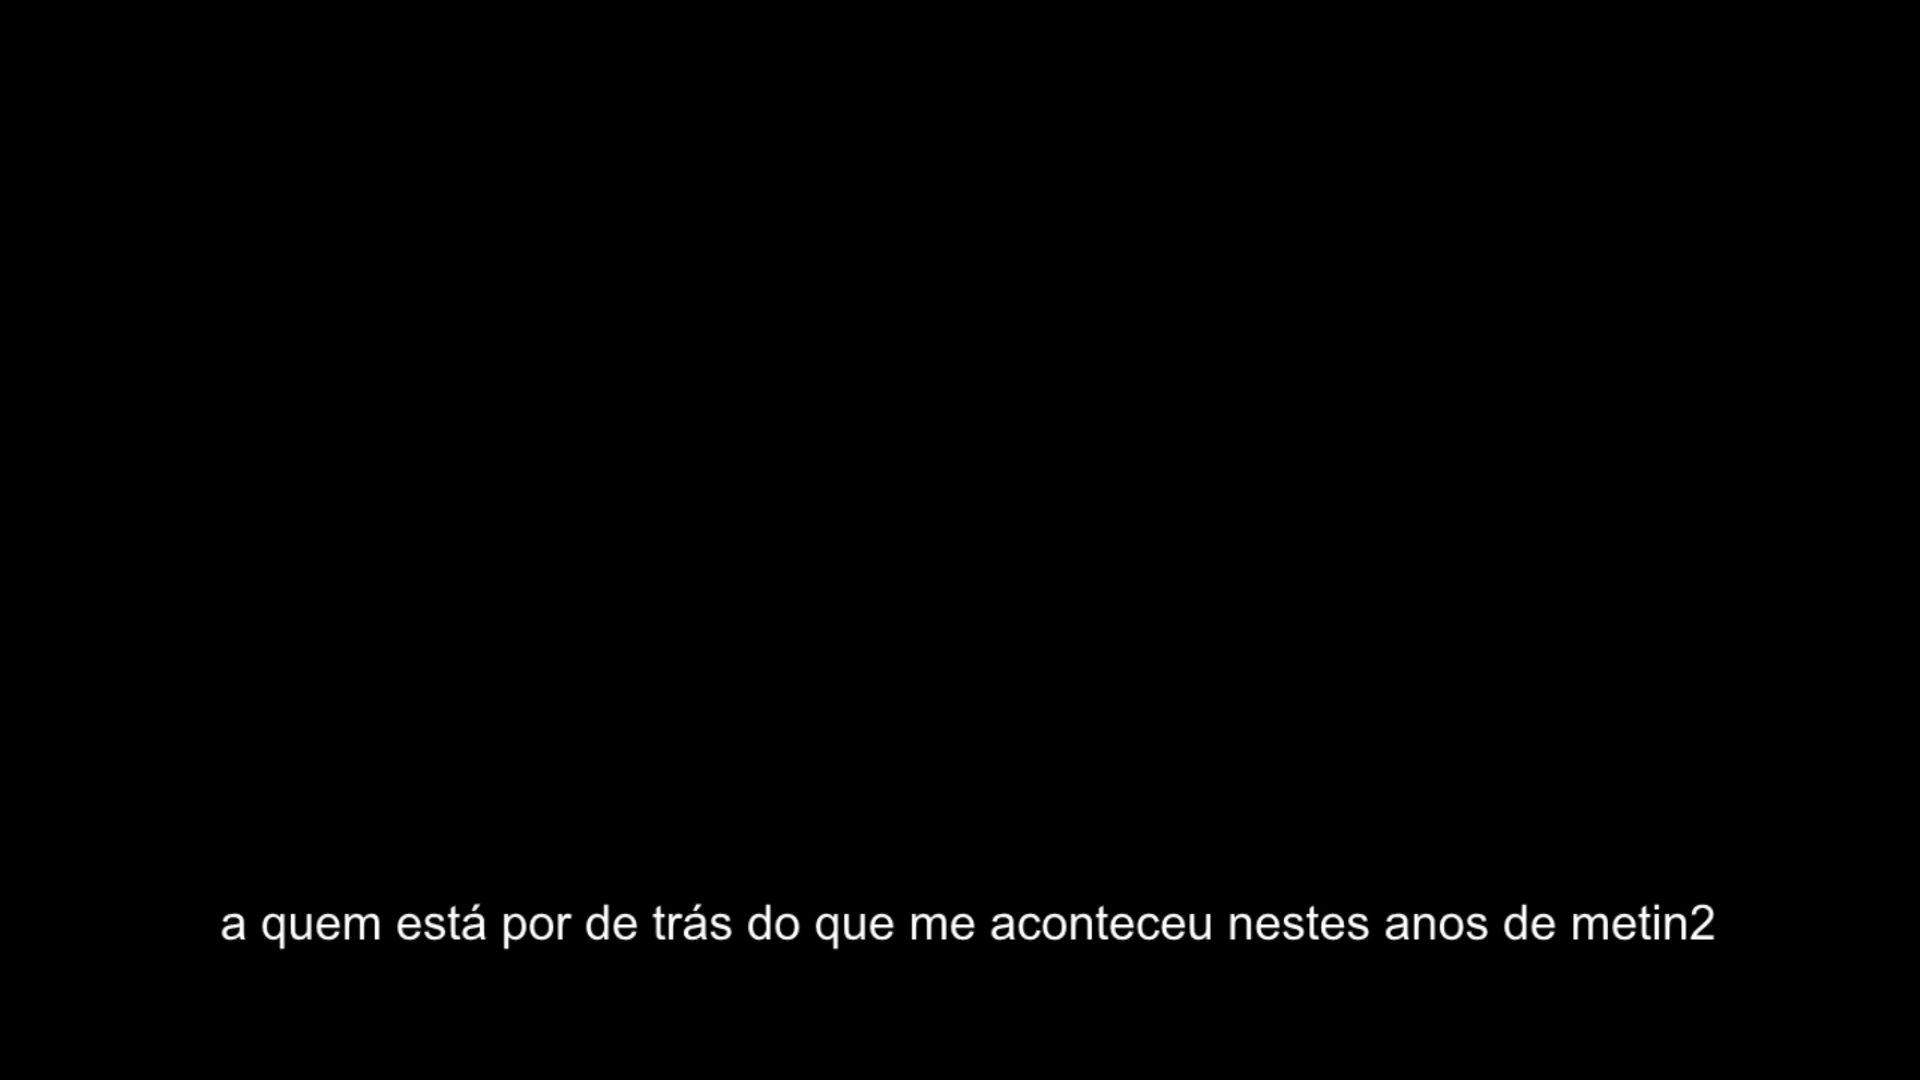 a quem está por de trás do que me aconteceu nestes anos de metin2